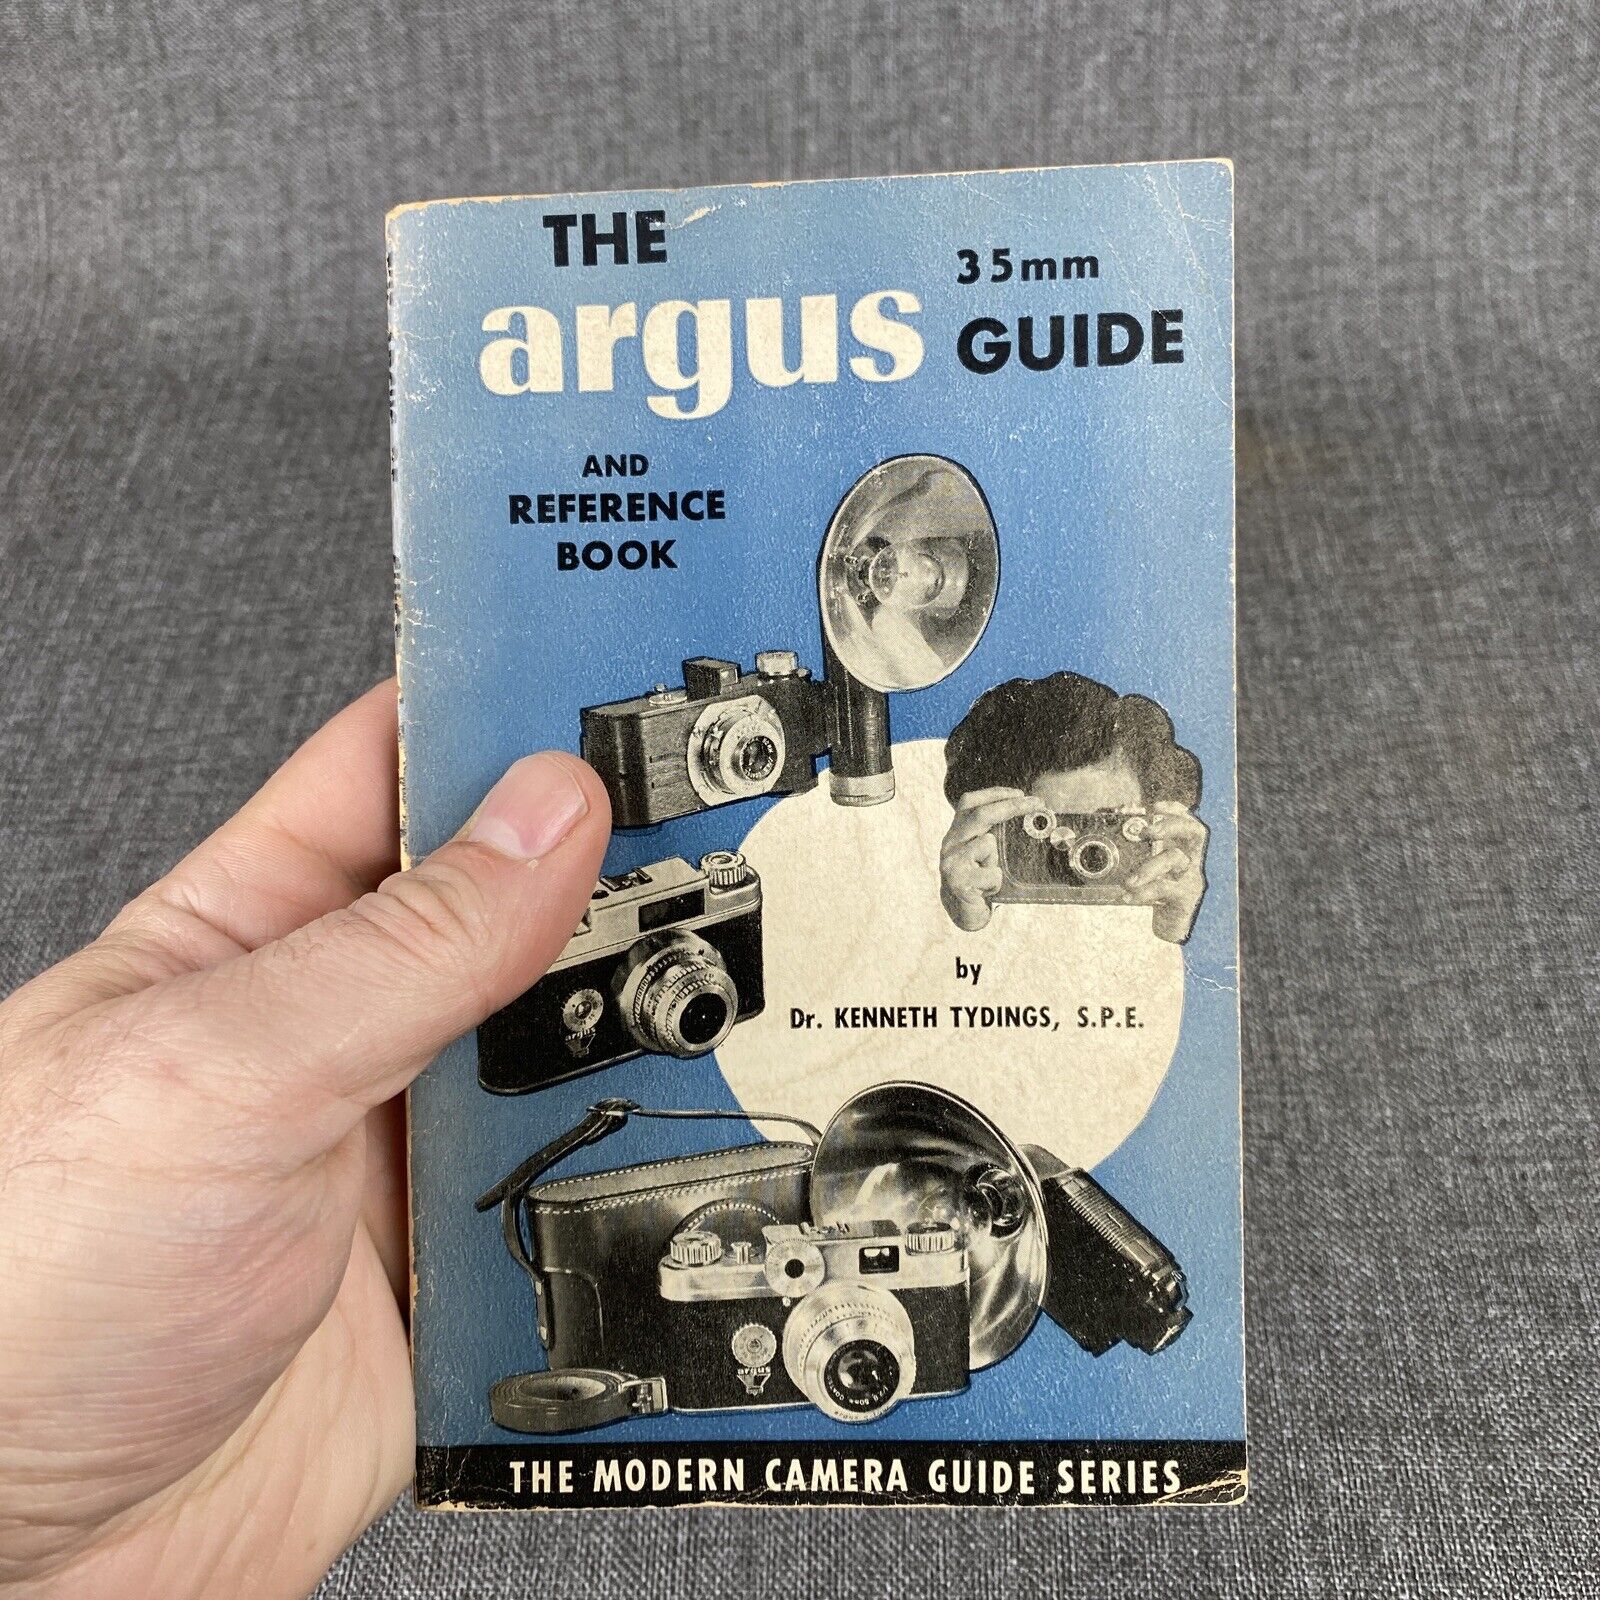 THE
argus
35mm
GUIDE
AND
REFERENCE
BOOK
by
Dr. KENNETH TYDINGS, S.P.E.
argus
argus
THE MODERN CAMERA GUIDE SERIES